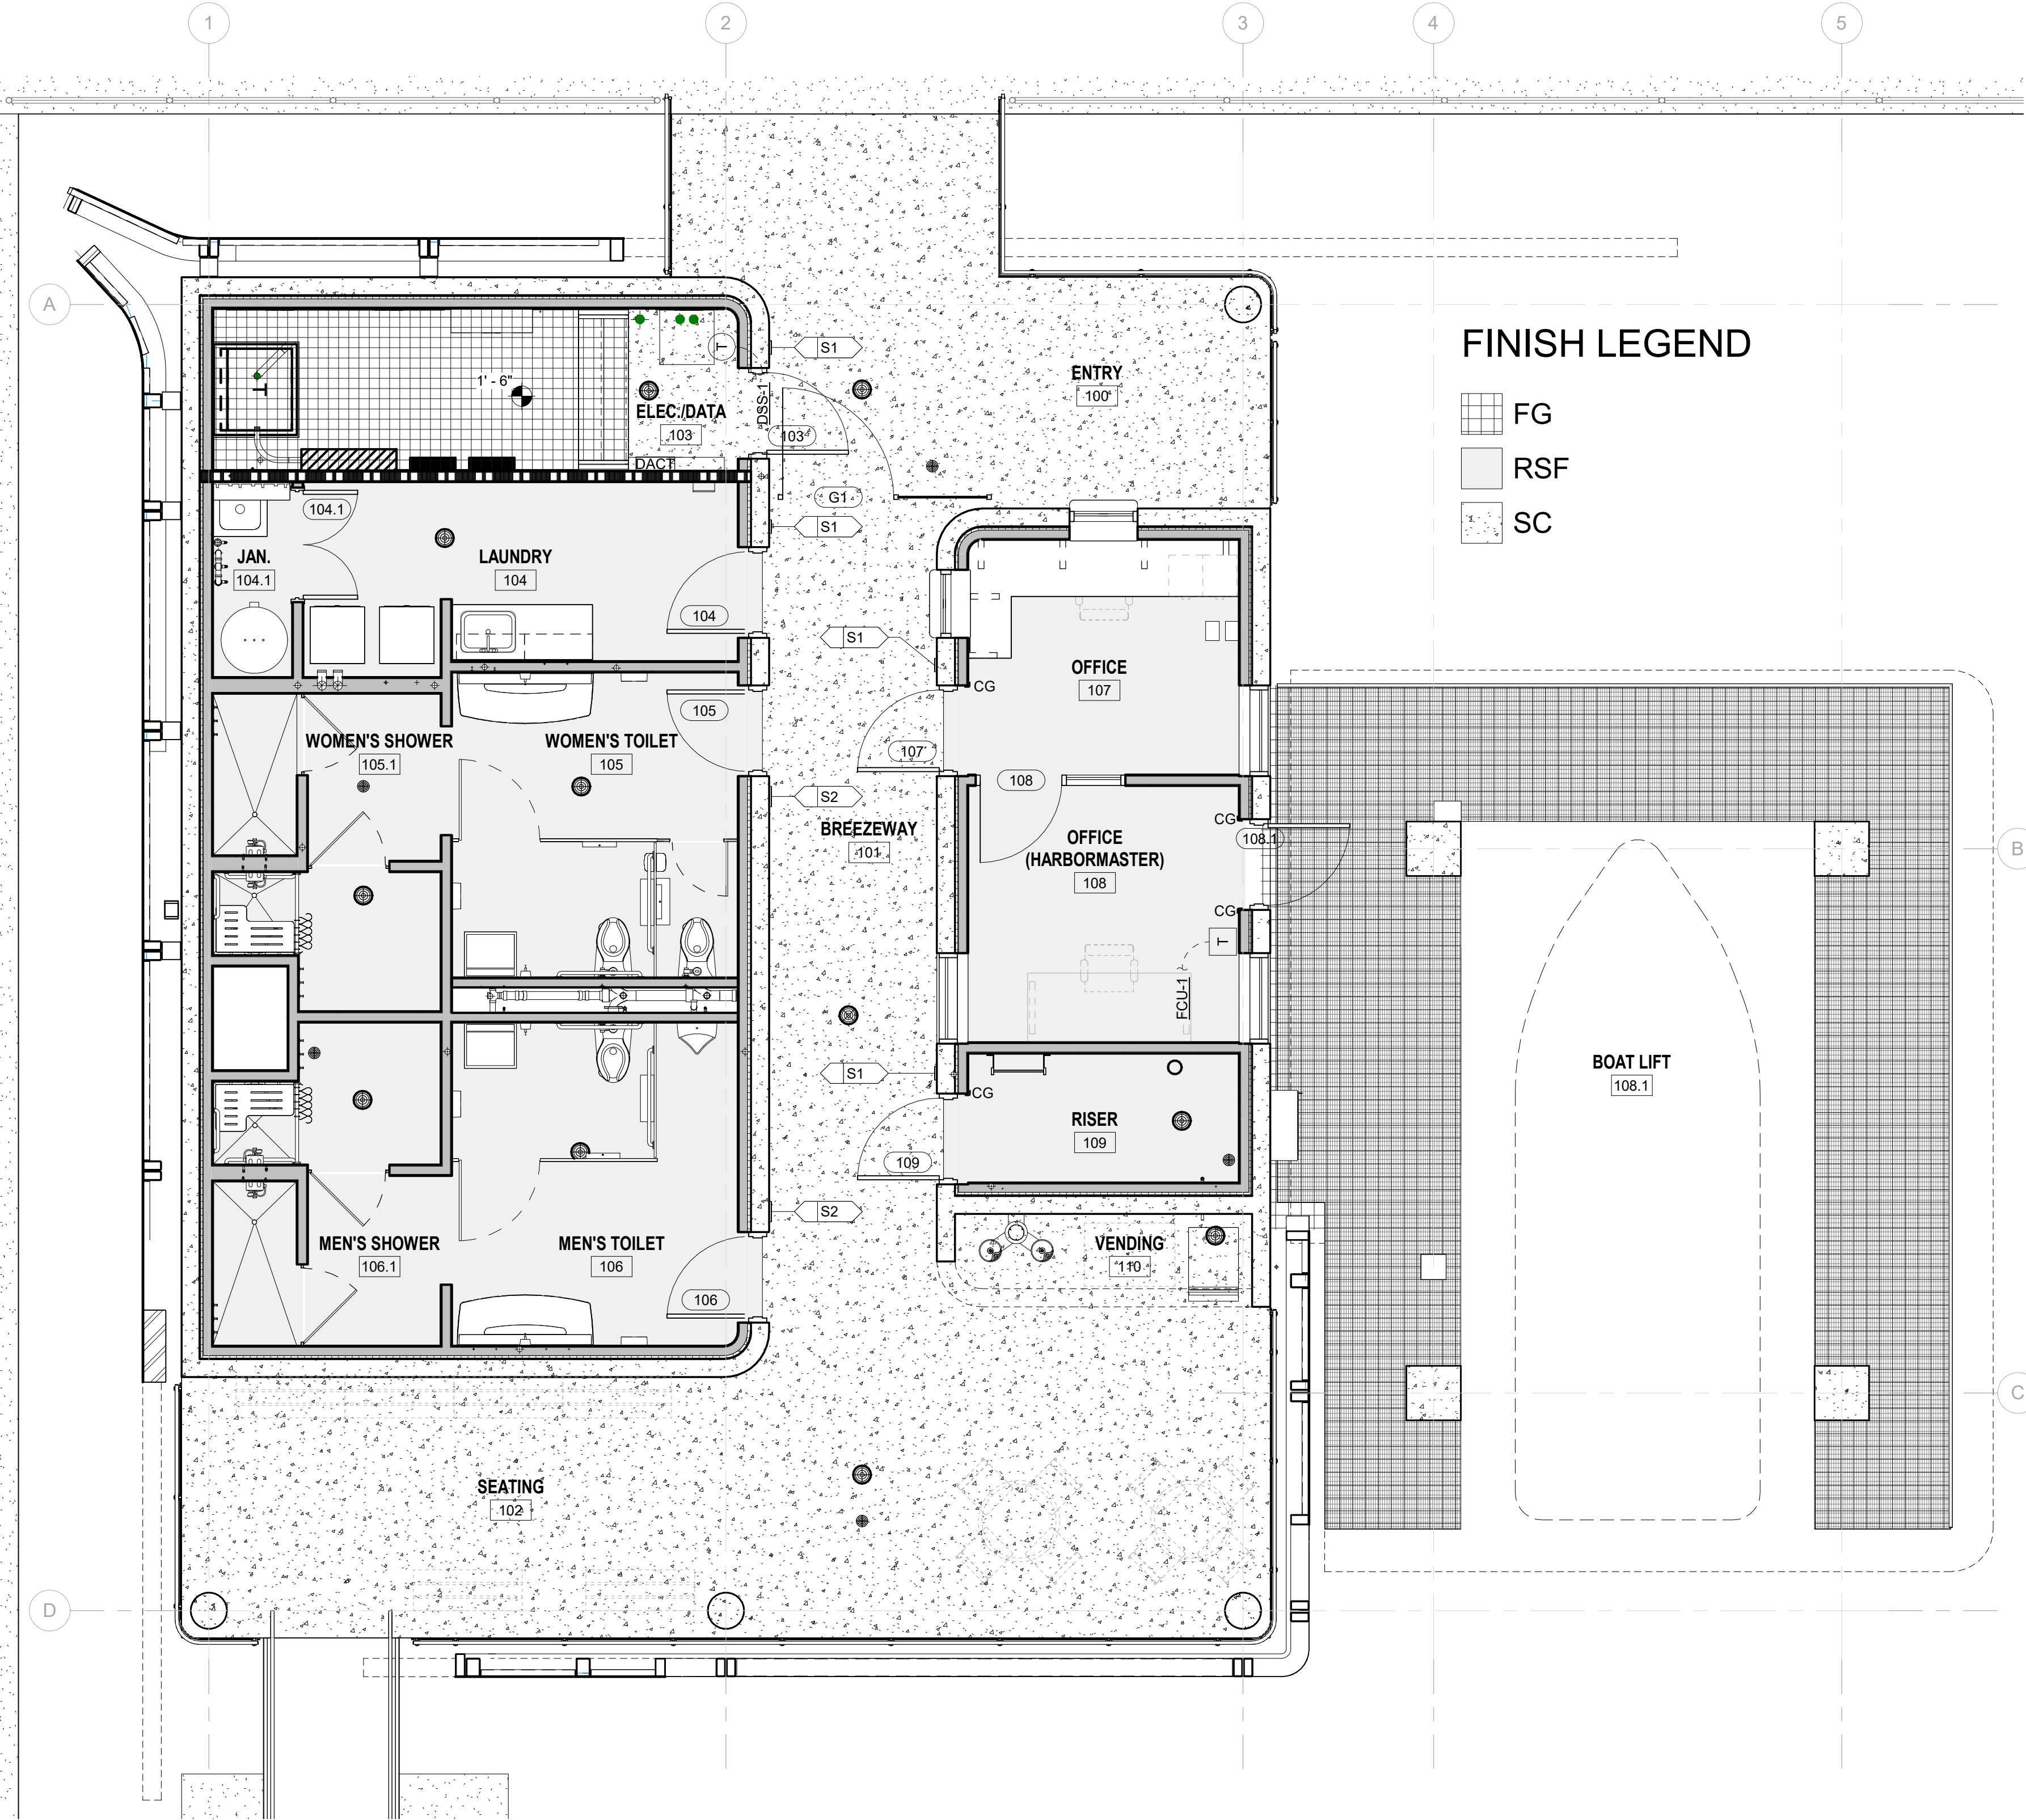 1
2
3
4
5
A
FINISH LEGEND
FG
RSF
SC
S1
1' - 6"
T
T
ENTRY
100
DSS-1
ELEC./DATA
103
103
DACT
G1
S1
104.1
JAN.
104.1
LAUNDRY
104
104
S1
OFFICE
107
CG
105
WOMEN'S SHOWER
105.1
WOMEN'S TOILET
105
107
108
S2
BREEZEWAY
101
OFFICE
(HARBORMASTER)
108
CG
108.1
B
CG
T
FCU-1
BOAT LIFT
108.1
S1
CG
RISER
109
109
S2
MEN'S SHOWER
106.1
MEN'S TOILET
106
VENDING
110
106
C
SEATING
102
D